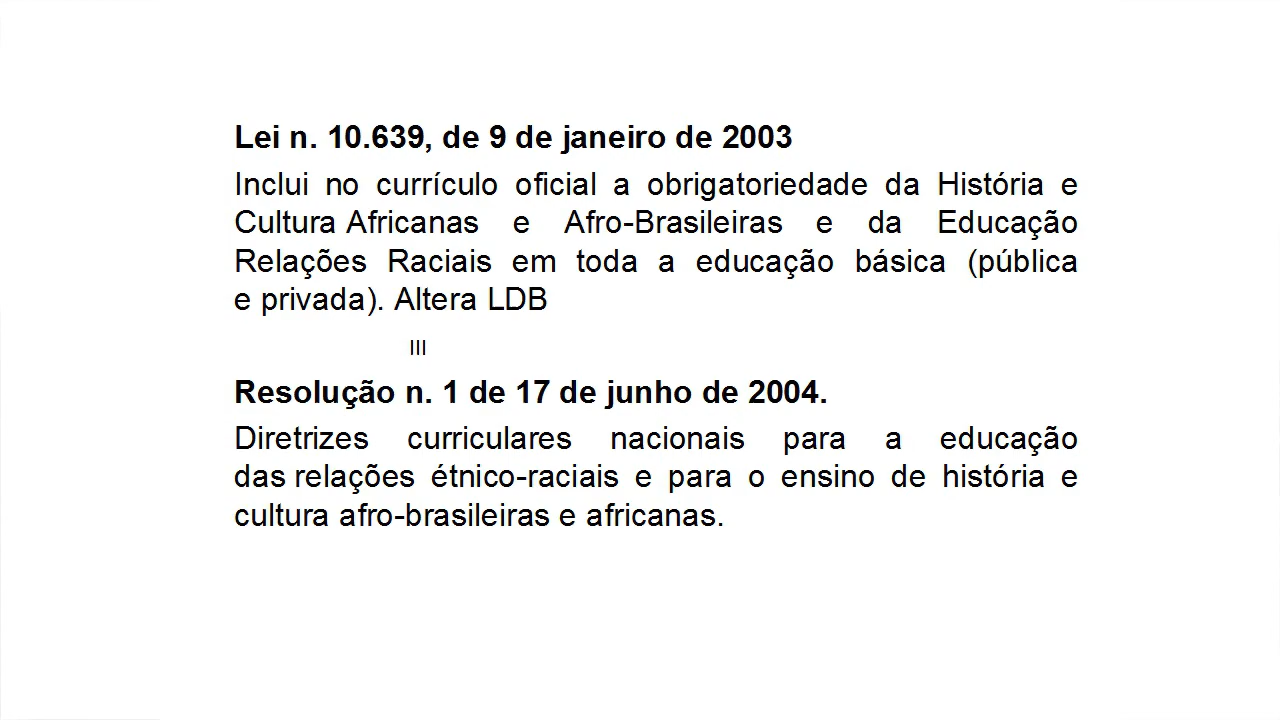 Lei n. 10.639, de 9 de janeiro de 2003
Inclui no currículo oficial a obrigatoriedade da História e
Cultura Africanas e Afro-Brasileiras e da Educação
Relações Raciais em toda a educação básica (pública
e privada). Altera LDB
III
Resolução n. 1 de 17 de junho de 2004.
Diretrizes curriculares nacionais para a educação
das relações étnico-raciais e para o ensino de história e
cultura afro-brasileiras e africanas.